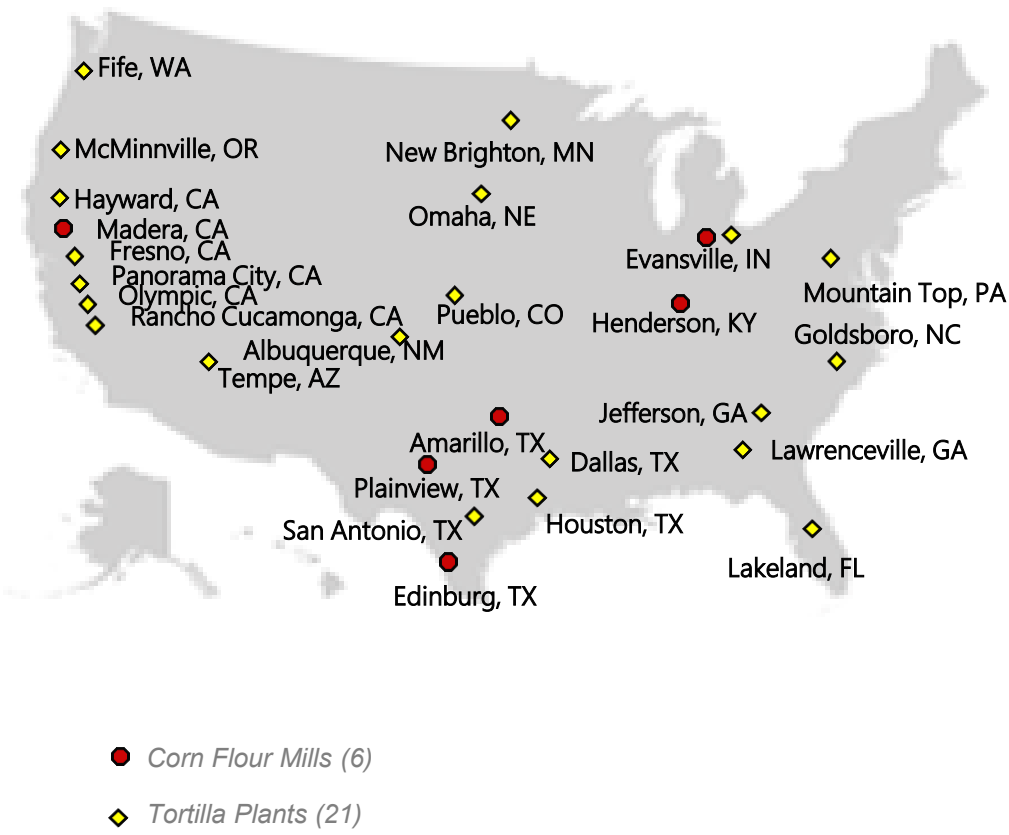 Fife, WA
New Brighton, MN
McMinnville, OR
Hayward, CA
Omaha, NE
Madera, CA
Fresno, CA
Evansville, IN
Panorama City, CA
Olympic, CA
Mountain Top, PA
Rancho Cucamonga, CA
Pueblo, CO
Henderson, KY
Goldsboro, NC
Albuquerque, NM
Tempe, AZ
Jefferson, GA
Amarillo, TX
Lawrenceville, GA
Dallas, TX
Plainview, TX
Houston, TX
San Antonio, TX
Lakeland, FL
Edinburg, TX
Corn Flour Mills (6)
Tortilla Plants (21)